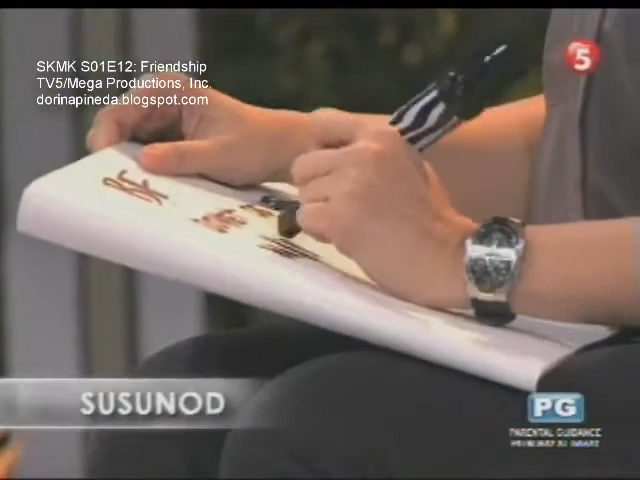 SKMK S01E12: Friendship
TV5/Mega Productions, Inc.
dorinapineda.blogspot.com
5
SUSUNOD
PG
PARENTAL GUIDANCE